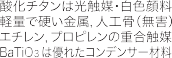 酸化チタンは光触媒・白色顔料
軽量で硬い金属,人工骨(無害)
エチレン,プロピレンの重合触媒
BaTiO₃は優れたコンデンサー材料